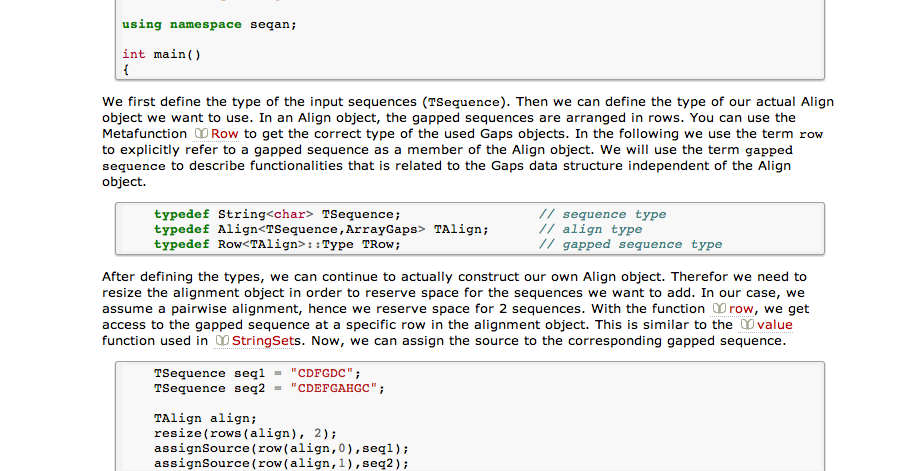 using namespace seqan;
int main()
{
We first define the type of the input sequences (TSequence). Then we can define the type of our actual Align
object we want to use. In an Align object, the gapped sequences are arranged in rows. You can use the
Metafunction Row to get the correct type of the used Gaps objects. In the following we use the term row
to explicitly refer to a gapped sequence as a member of the Align object. We will use the term gapped
sequence to describe functionalities that is related to the Gaps data structure independent of the Align
object.
typedef String<char> TSequence; // sequence type
typedef Align<TSequence,ArrayGaps> TAlign; // align type
typedef Row<TAlign>::Type TRow; // gapped sequence type
After defining the types, we can continue to actually construct our own Align object. Therefor we need to
resize the alignment object in order to reserve space for the sequences we want to add. In our case, we
assume a pairwise alignment, hence we reserve space for 2 sequences. With the function row, we get
access to the gapped sequence at a specific row in the alignment object. This is similar to the value
function used in StringSets. Now, we can assign the source to the corresponding gapped sequence.
TSequence seq1 = "CDFGDC";
TSequence seq2 = "CDEFGAHGC";
TAlign align;
resize(rows(align), 2);
assignSource(row(align,0),seq1);
assignSource(row(align,1),seq2);